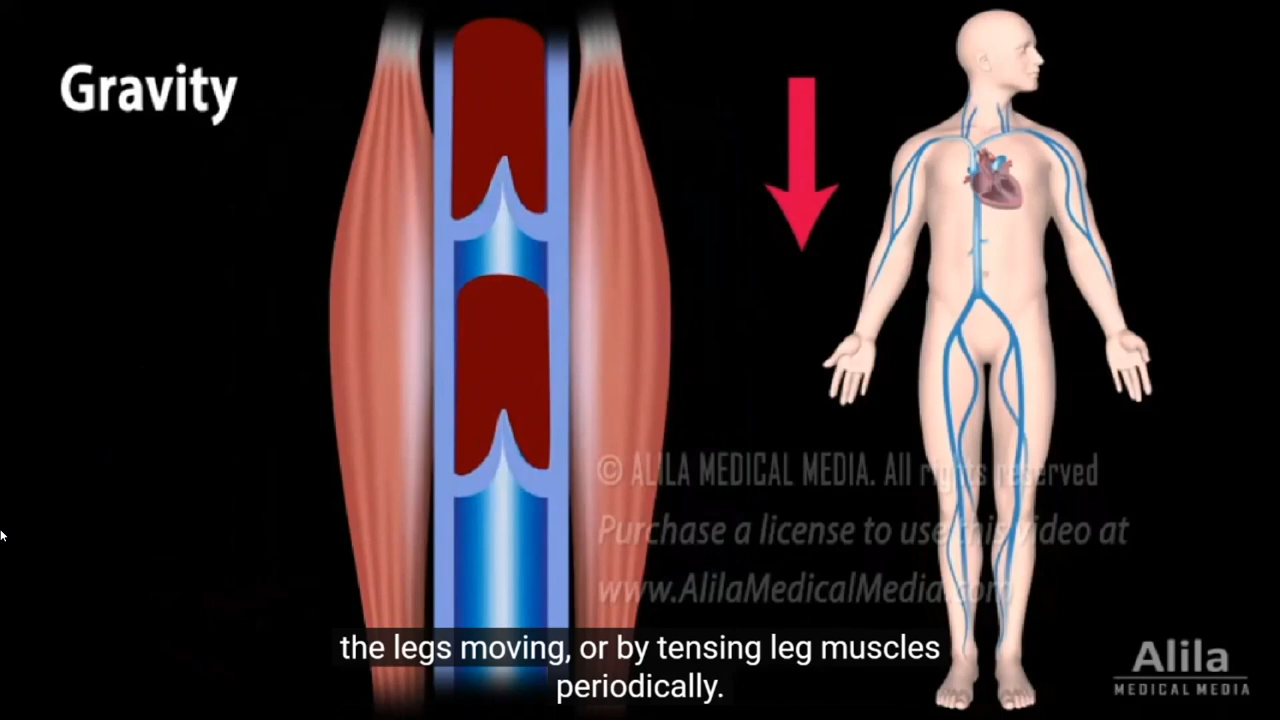 Gravity
© ALILA MEDICAL MEDIA. All rights reserved
Purchase a license to use this video at
www.AlilaMedicalMedia.com
the legs moving, or by tensing leg muscles
periodically.
Alila
MEDICAL MEDIA